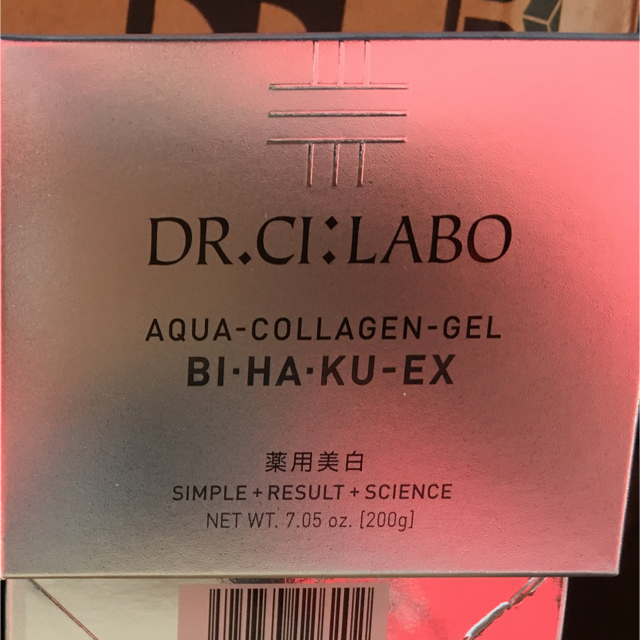 DR.CI:LABO
AQUA-COLLAGEN-GEL
BI·HA·KU-EX
薬用美白
SIMPLE+RESULT+SCIENCE
NET WT. 7.05 oz. [200g]